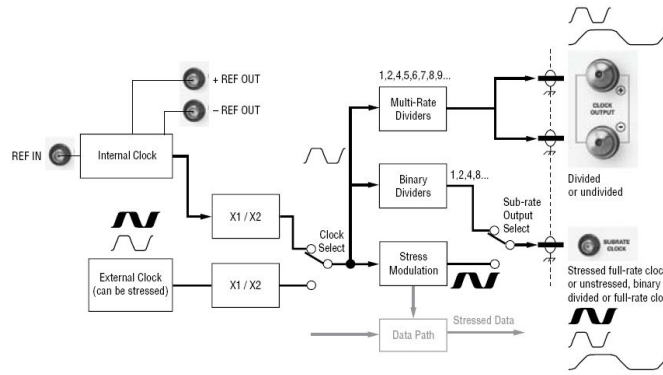 + REF OUT
– REF OUT
REF IN
Internal Clock
X1 / X2
External Clock
(can be stressed)
X1 / X2
Clock
Select
1,2,4,5,6,7,8,9...
Multi-Rate
Dividers
Binary
Dividers
1,2,4,8...
Sub-rate
Output
Select
Stress
Modulation
Data Path
Stressed Data
+
CLOCK
OUTPUT
–
Divided
or undivided
SUBRATE
CLOCK
Stressed full-rate cloc
or unstressed, binary
divided or full-rate clo